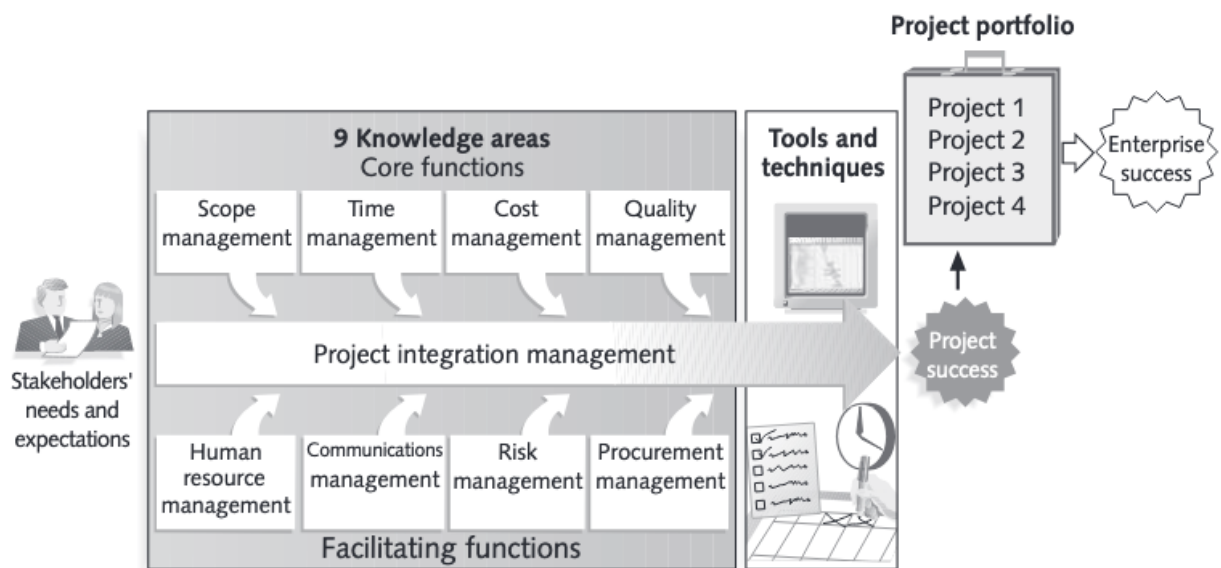 Project portfolio
Project 1
Project 2
Project 3
Project 4
Enterprise
success
9 Knowledge areas
Core functions
Tools and
techniques
Scope
management
Time
management
Cost
management
Quality
management
Stakeholders'
needs and
expectations
Project integration management
Project
success
Human
resource
management
Communications
management
Risk
management
Procurement
management
Facilitating functions